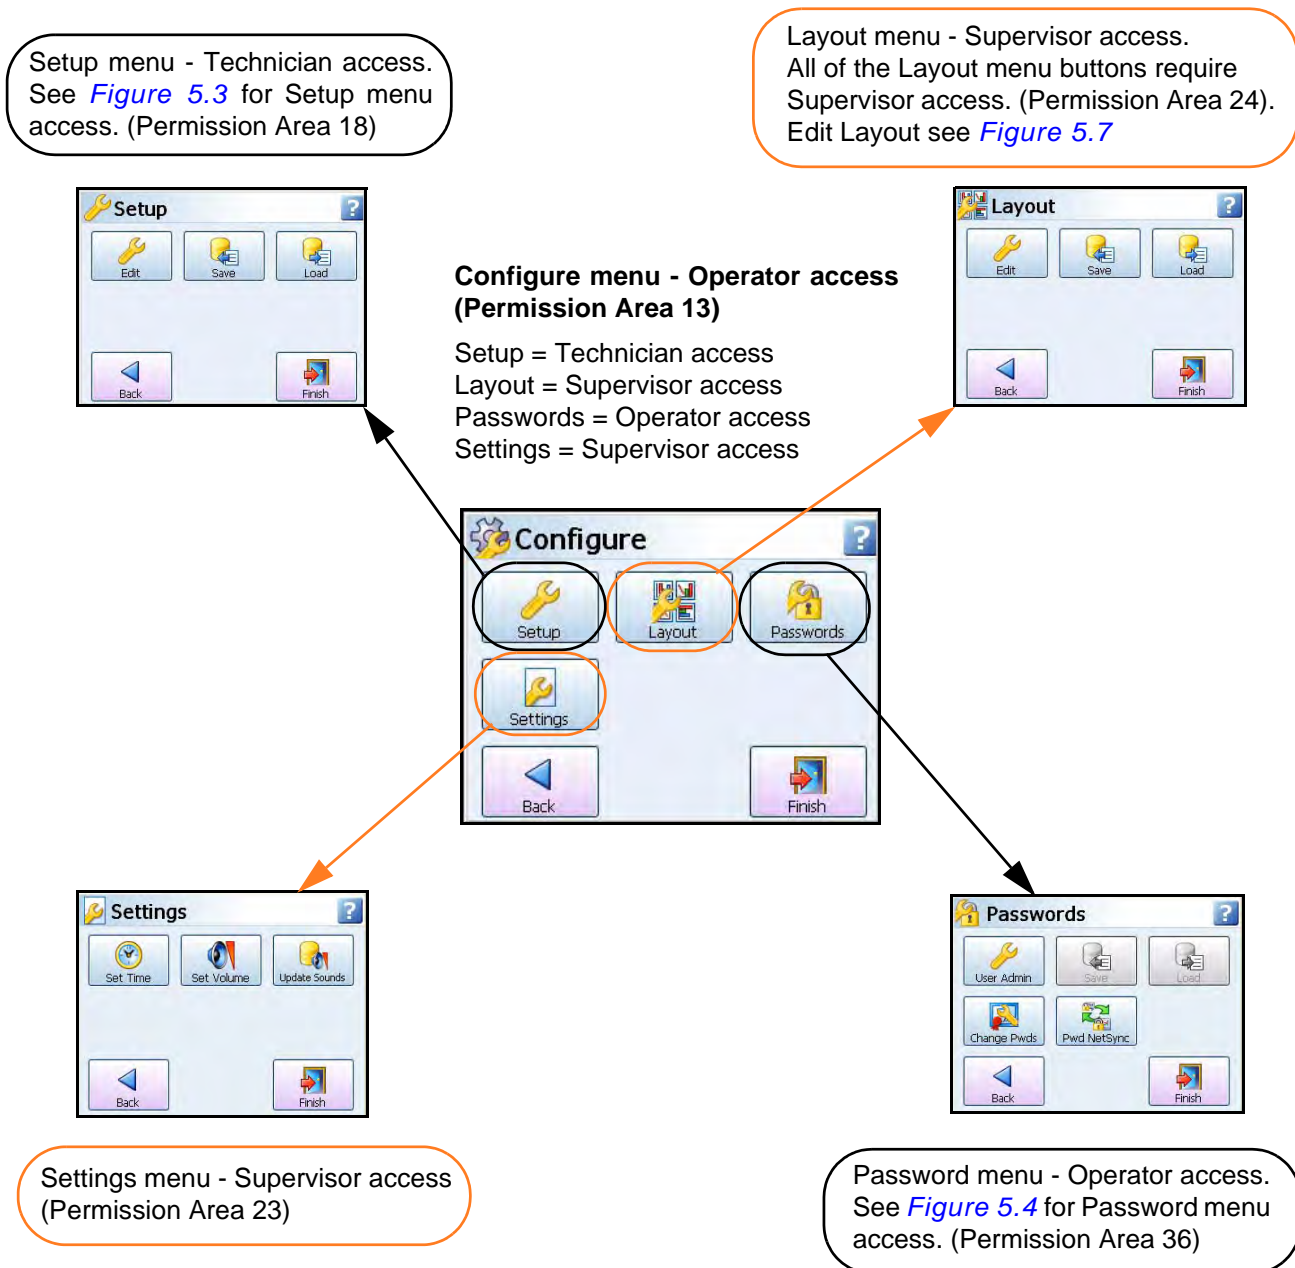 Setup menu - Technician access.
See Figure 5.3 for Setup menu
access. (Permission Area 18)
Layout menu - Supervisor access.
All of the Layout menu buttons require
Supervisor access. (Permission Area 24).
Edit Layout see Figure 5.7
Setup ?
Edit Save Load
Back Finish
Layout ?
Edit Save Load
Back Finish
Configure menu - Operator access
(Permission Area 13)
Setup = Technician access
Layout = Supervisor access
Passwords = Operator access
Settings = Supervisor access
Configure ?
Setup Layout Passwords
Settings
Back Finish
Settings ?
Set Time Set Volume Update Sounds
Back Finish
Passwords ?
User Admin Save Load
Change Pwds Pwd NetSync
Back Finish
Settings menu - Supervisor access
(Permission Area 23)
Password menu - Operator access.
See Figure 5.4 for Password menu
access. (Permission Area 36)